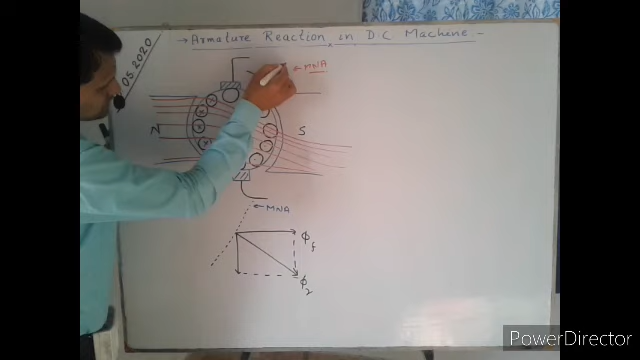 → Armature Reaction in D.C Machine -
05.2020
← MNA
N
S
← MNA
Φf
Φr
PowerDirector